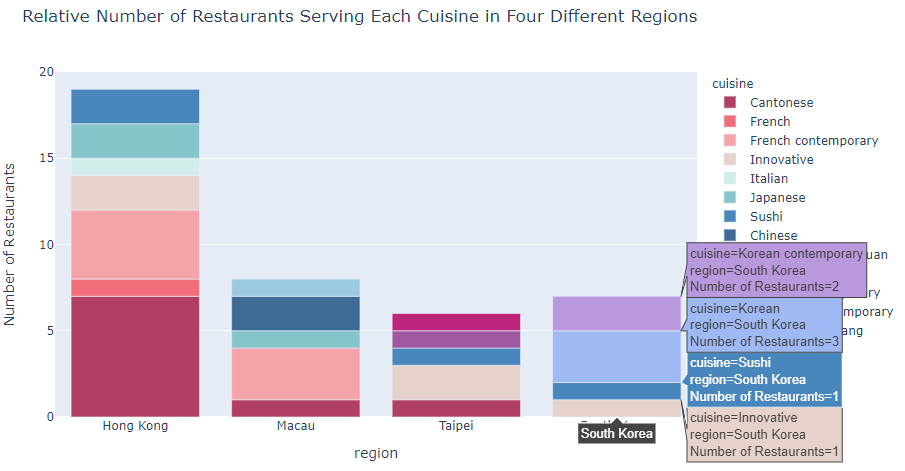 Relative Number of Restaurants Serving Each Cuisine in Four Different Regions
Number of Restaurants
20
15
10
5
0
Hong Kong
Macau
Taipei
South Korea
region
cuisine
Cantonese
French
French contemporary
Innovative
Italian
Japanese
Sushi
Chinese
cuisine=Korean contemporary
region=South Korea
Number of Restaurants=2
cuisine=Korean
region=South Korea
Number of Restaurants=3
cuisine=Sushi
region=South Korea
Number of Restaurants=1
cuisine=Innovative
region=South Korea
Number of Restaurants=1